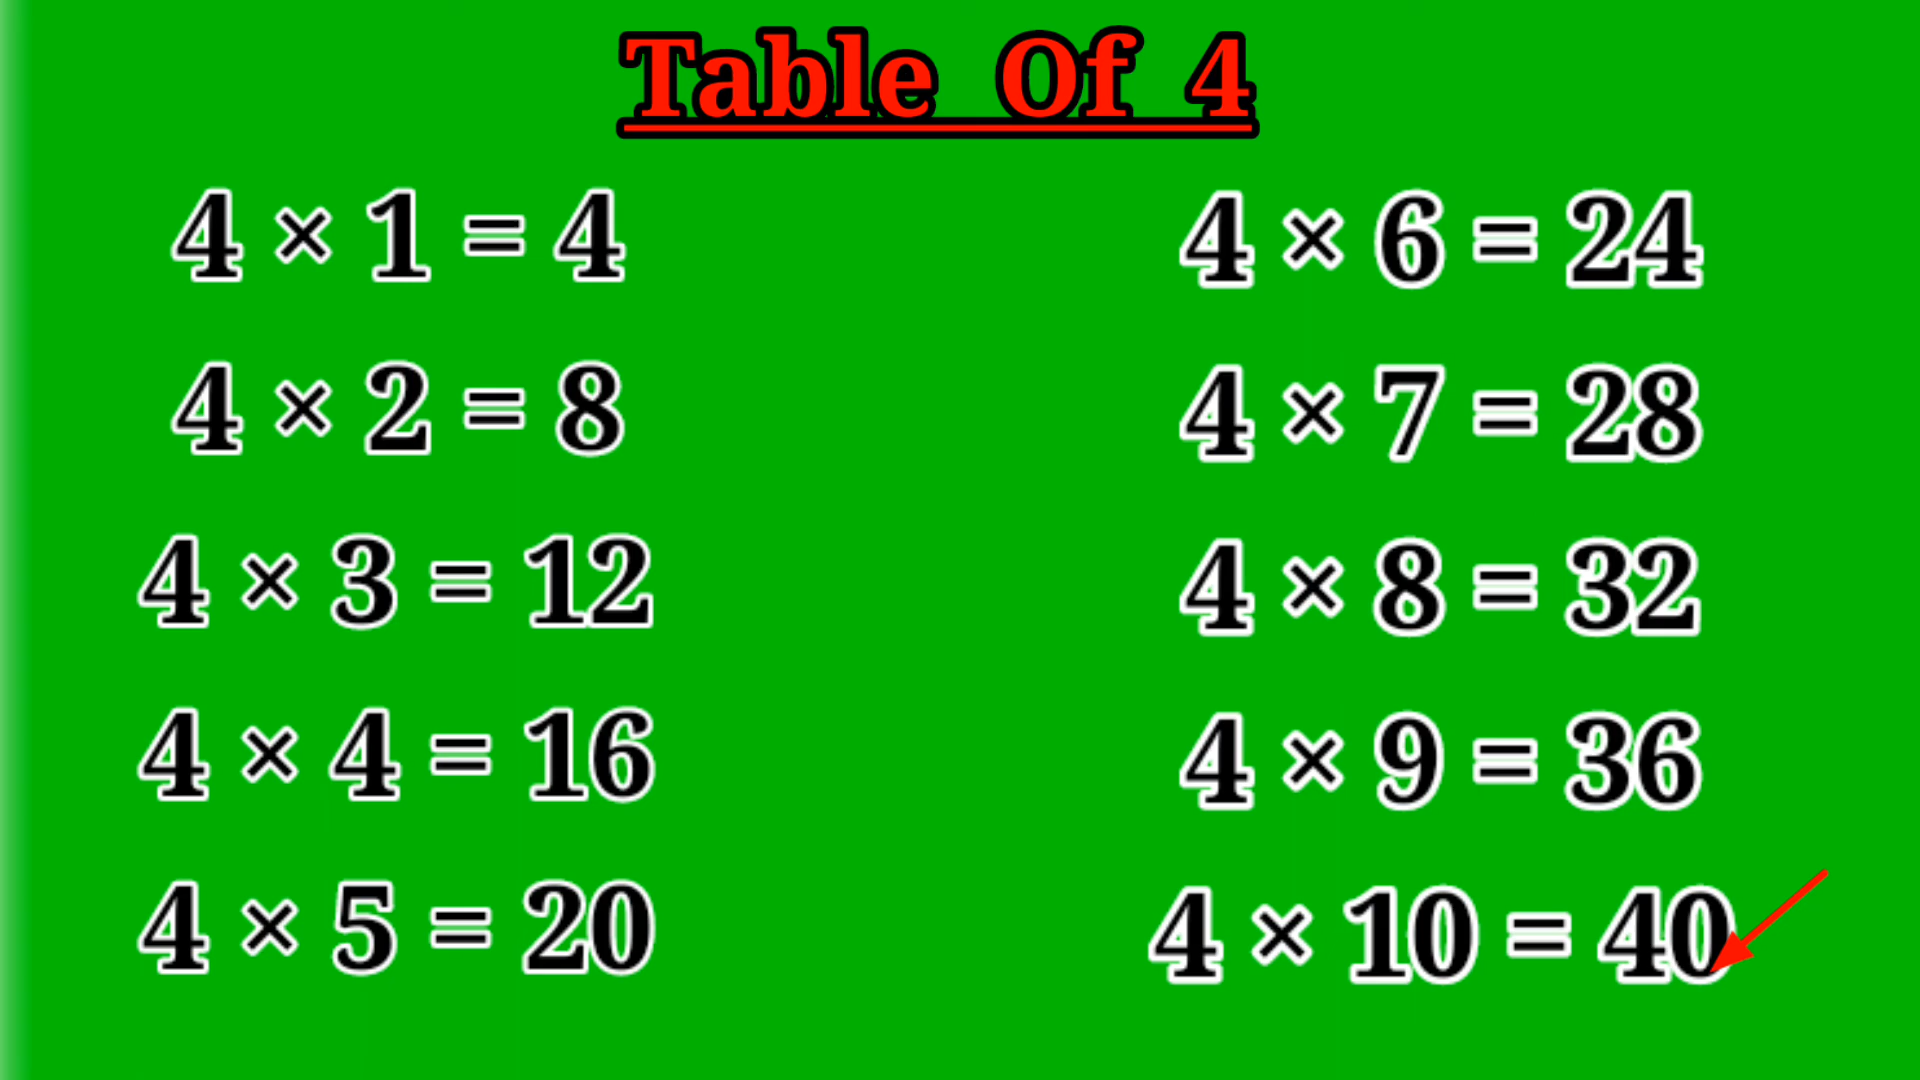 Table Of 4
4 × 1 = 4
4 × 2 = 8
4 × 3 = 12
4 × 4 = 16
4 × 5 = 20
4 × 6 = 24
4 × 7 = 28
4 × 8 = 32
4 × 9 = 36
4 × 10 = 40